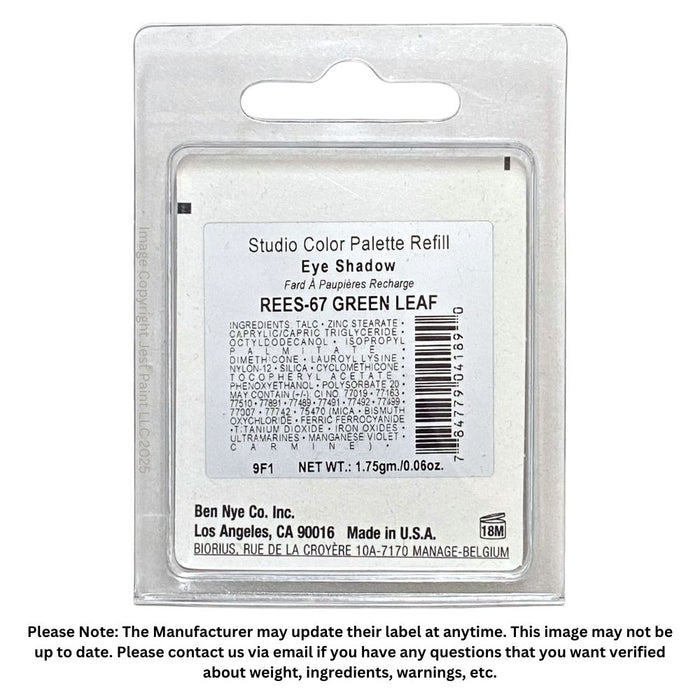 Studio Color Palette Refill
Eye Shadow
Fard À Paupières Recharge
REES-67 GREEN LEAF
INGREDIENTS: TALC • ZINC STEARATE •
CAPRYLIC/CAPRIC TRIGLYCERIDE •
OCTYLDODECANOL • ISOPROPYL
PALMITATE •
DIMETHICONE • LAUROYL LYSINE •
NYLON-12 • SILICA • CYCLOMETHICONE •
TOCOPHERYL ACETATE •
PHENOXYETHANOL • POLYSORBATE 20 •
MAY CONTAIN (+/-): CI NO. 77019 • 77163 •
77510 • 77891 • 77489 • 77491 • 77492 • 77499 •
77007 • 77742 • 75470 (MICA • BISMUTH
OXYCHLORIDE • FERRIC FERROCYANIDE
• TITANIUM DIOXIDE • IRON OXIDES •
ULTRAMARINES • MANGANESE VIOLET •
CARMINE) •
7 84779 04189 0
9F1 NET WT.: 1.75gm./0.06oz.
Ben Nye Co. Inc.
Los Angeles, CA 90016 Made in U.S.A.
18M
BIORIUS, RUE DE LA CROYÈRE 10A-7170 MANAGE-BELGIUM
Image Copyright Jest Paint LLC 2025
Please Note: The Manufacturer may update their label at anytime. This image may not be
up to date. Please contact us via email if you have any questions that you want verified
about weight, ingredients, warnings, etc.